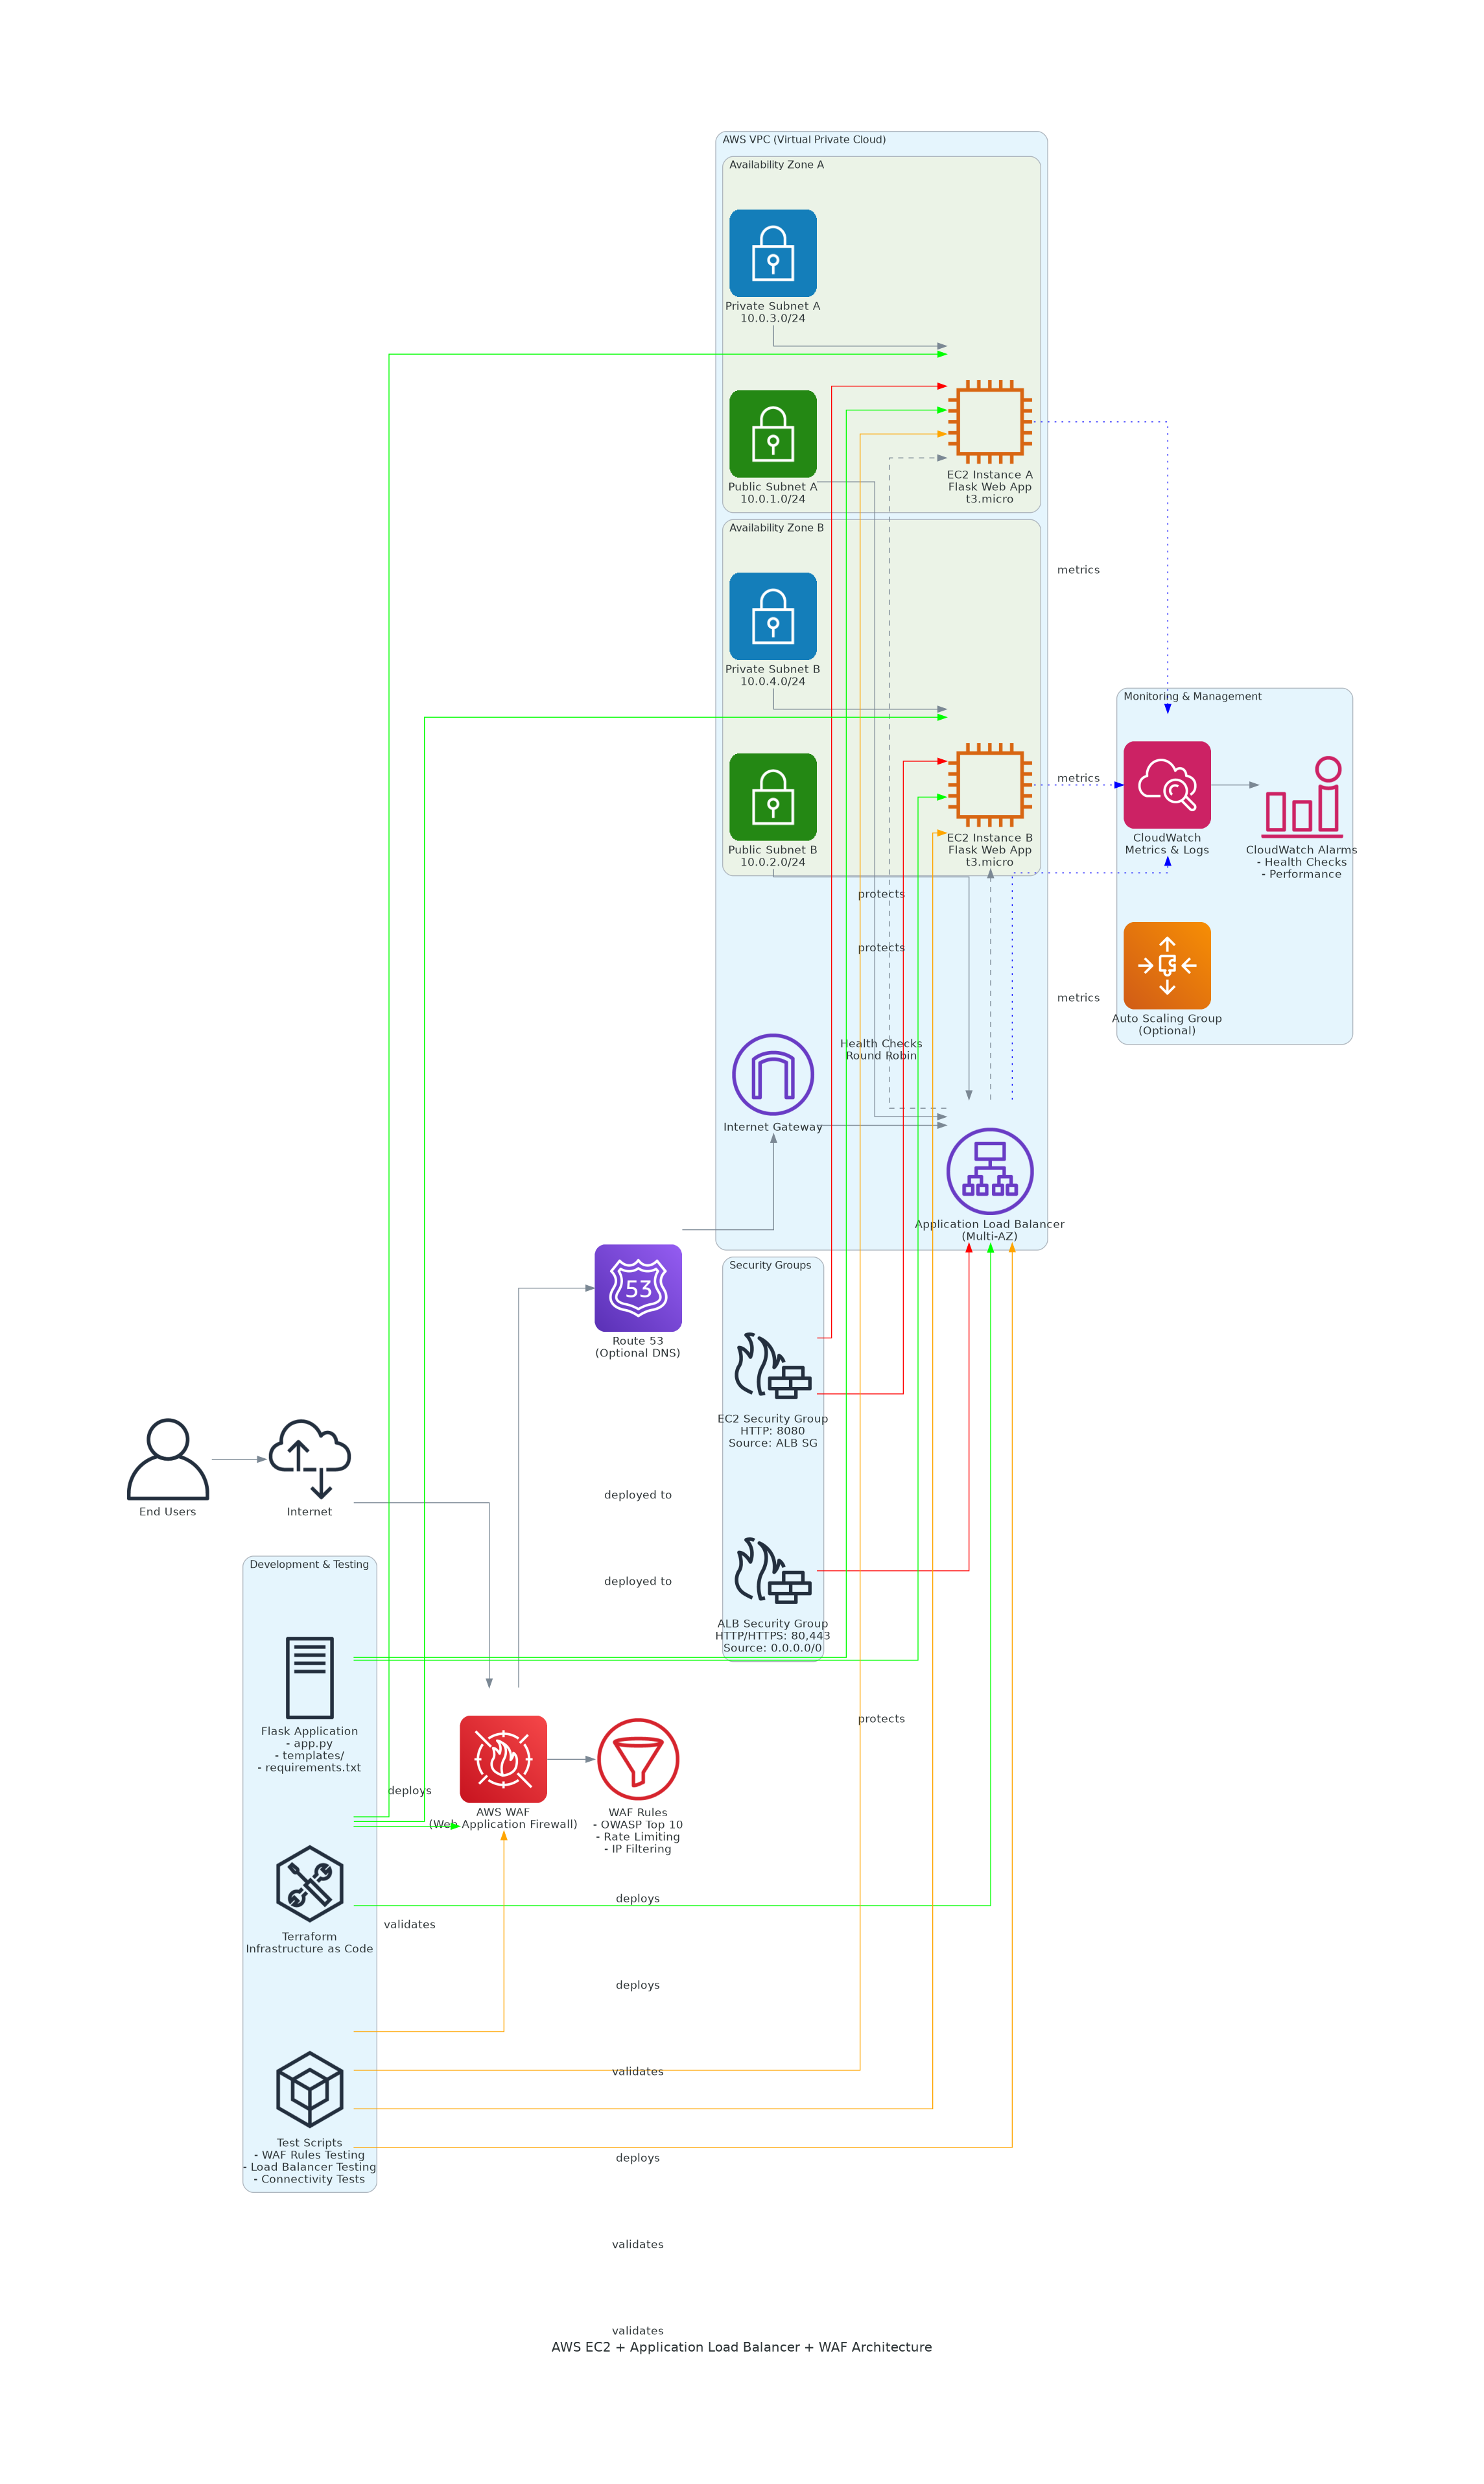 AWS VPC (Virtual Private Cloud)
Availability Zone A
Private Subnet A
10.0.3.0/24
Public Subnet A
10.0.1.0/24
EC2 Instance A
Flask Web App
t3.micro
Availability Zone B
metrics
Private Subnet B
10.0.4.0/24
Public Subnet B
10.0.2.0/24
EC2 Instance B
Flask Web App
t3.micro
Monitoring & Management
metrics
CloudWatch
Metrics & Logs
CloudWatch Alarms
- Health Checks
- Performance
protects
protects
metrics
Auto Scaling Group
(Optional)
Health Checks
Round Robin
Internet Gateway
Application Load Balancer
(Multi-AZ)
53
Route 53
(Optional DNS)
Security Groups
EC2 Security Group
HTTP: 8080
Source: ALB SG
End Users
Internet
deployed to
deployed to
Development & Testing
ALB Security Group
HTTP/HTTPS: 80,443
Source: 0.0.0.0/0
Flask Application
- app.py
- templates/
- requirements.txt
protects
deploys
AWS WAF
(Web Application Firewall)
WAF Rules
- OWASP Top 10
- Rate Limiting
- IP Filtering
deploys
validates
Terraform
Infrastructure as Code
deploys
validates
Test Scripts
- WAF Rules Testing
- Load Balancer Testing
- Connectivity Tests
deploys
validates
validates
AWS EC2 + Application Load Balancer + WAF Architecture